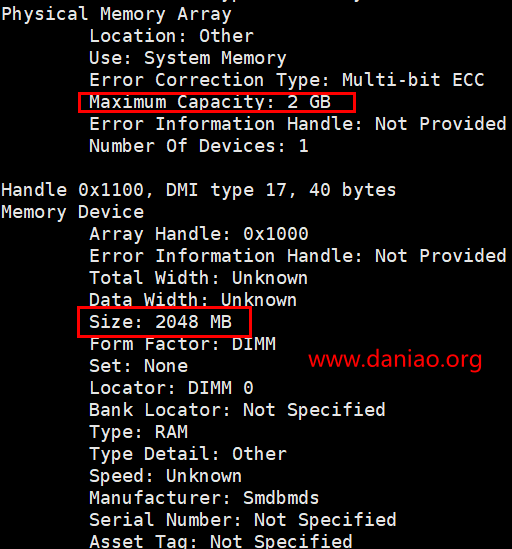 Physical Memory Array
Location: Other
Use: System Memory
Error Correction Type: Multi-bit ECC
Maximum Capacity: 2 GB
Error Information Handle: Not Provided
Number Of Devices: 1
Handle 0x1100, DMI type 17, 40 bytes
Memory Device
Array Handle: 0x1000
Error Information Handle: Not Provided
Total Width: Unknown
Data Width: Unknown
Size: 2048 MB
Form Factor: DIMM
Set: None
www.daniao.org
Locator: DIMM 0
Bank Locator: Not Specified
Type: RAM
Type Detail: Other
Speed: Unknown
Manufacturer: Smdbmds
Serial Number: Not Specified
Asset Tag: Not Specified